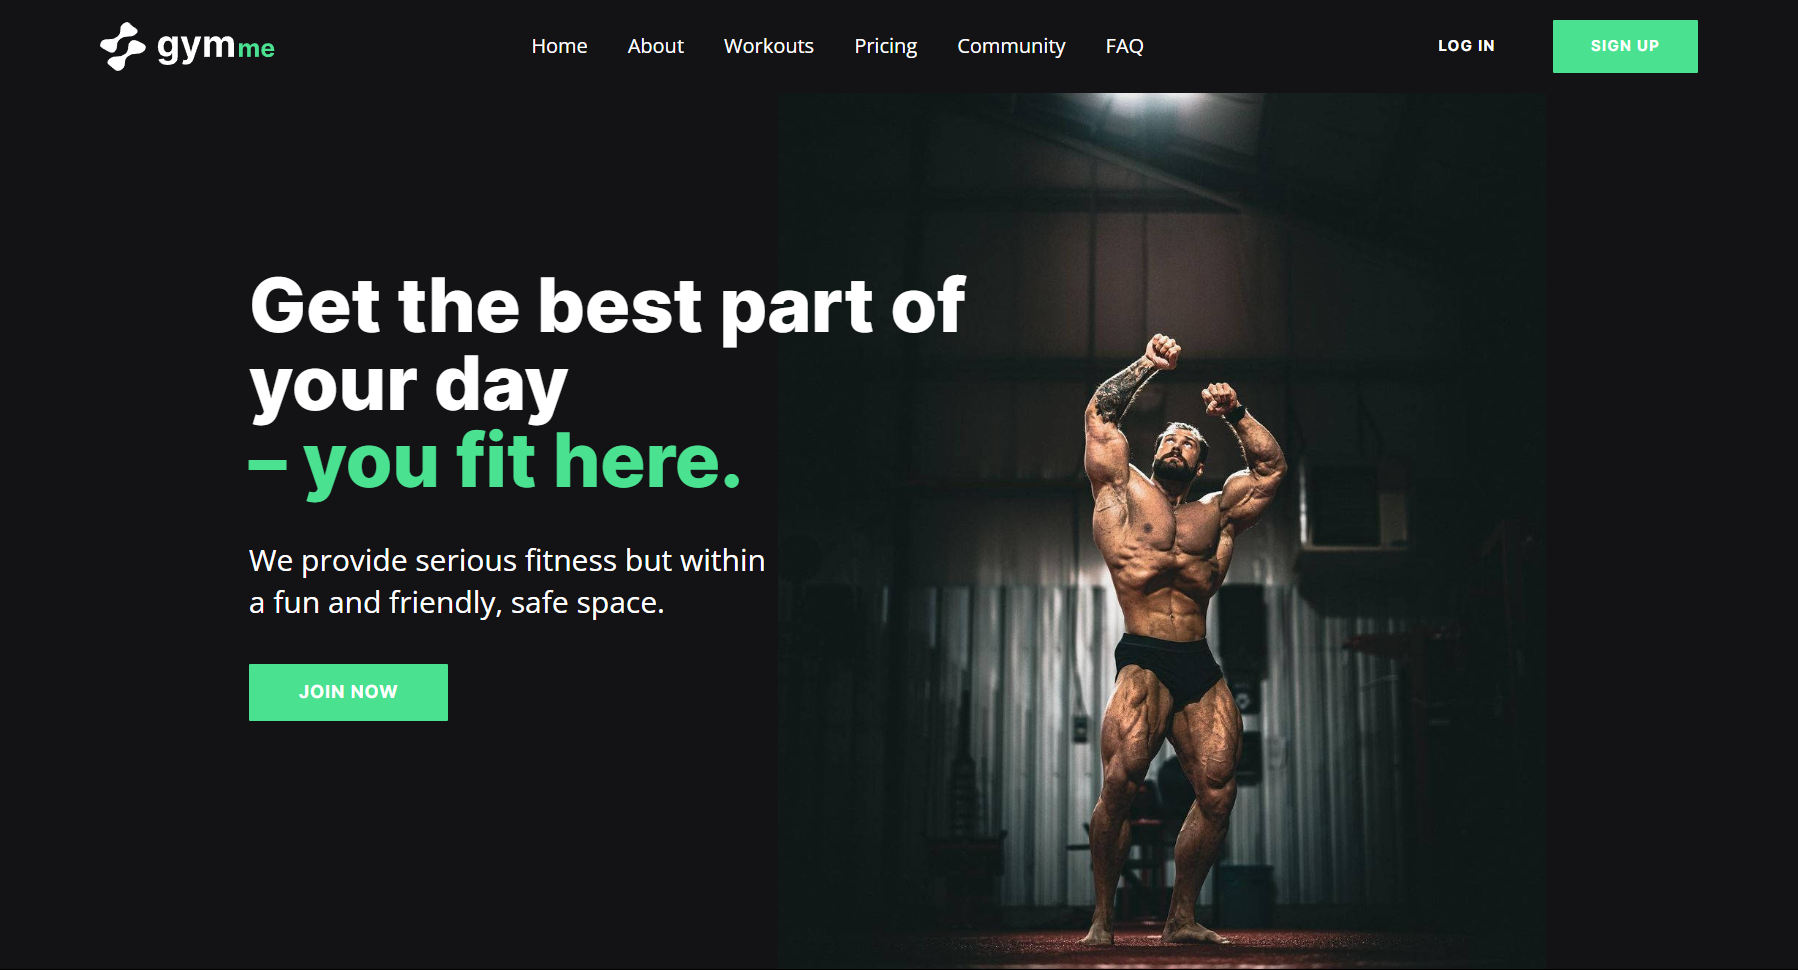 gymme
Home About Workouts Pricing Community FAQ
LOG IN
SIGN UP
Get the best part of
your day
– you fit here.
We provide serious fitness but within
a fun and friendly, safe space.
JOIN NOW